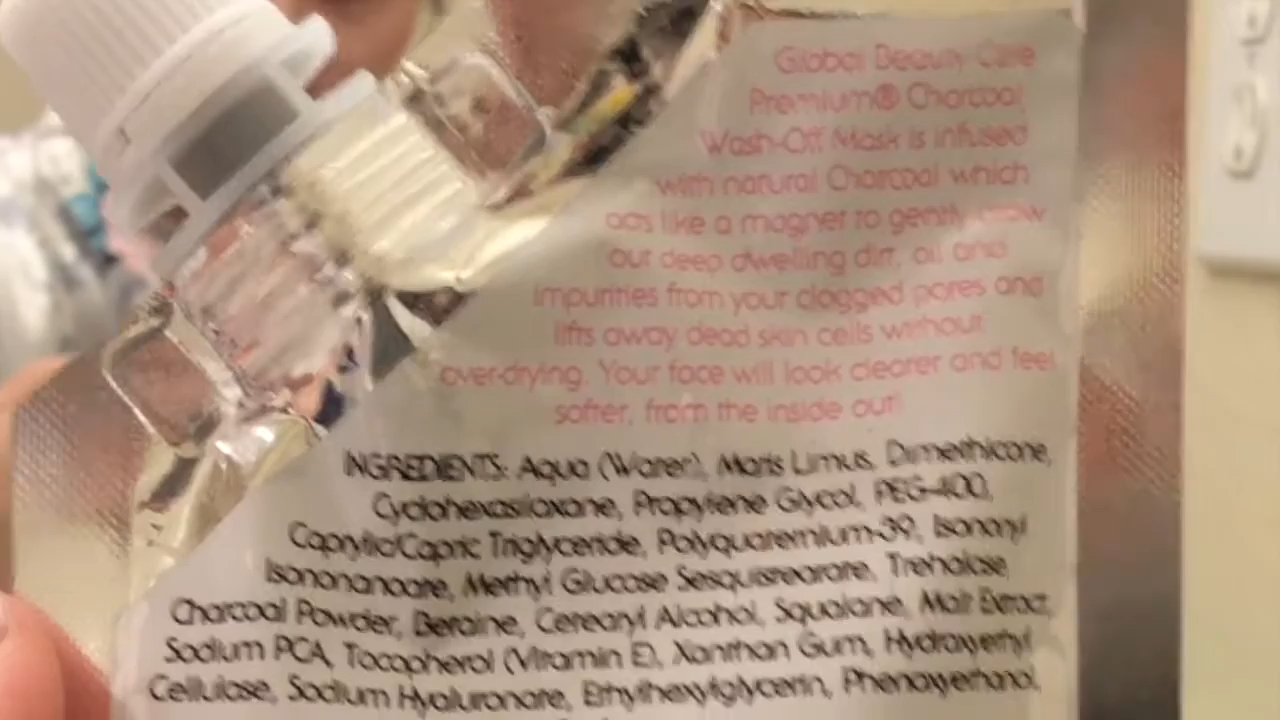 Global Beauty Care
Premium® Charcoal
Wash-Off Mask is infused
with natural Charcoal which
acts like a magnet to gently draw
out deep dwelling dirt, oil and
impurities from your clogged pores and
lifts away dead skin cells without
over-drying. Your face will look clearer and feel
softer, from the inside out!
INGREDIENTS: Aqua (Water), Maris Limus, Dimethicone,
Cyclohexasiloxane, Propylene Glycol, PEG-400,
Caprylic/Capric Triglyceride, Polyquaternium-39, Isononyl
Isononanoate, Methyl Glucose Sesquistearate, Trehalose,
Charcoal Powder, Betaine, Cetearyl Alcohol, Squalane, Malt Extract,
Sodium PCA, Tocopherol (Vitamin E), Xanthan Gum, Hydroxyethyl
Cellulose, Sodium Hyaluronate, Ethylhexylglycerin, Phenoxyethanol,